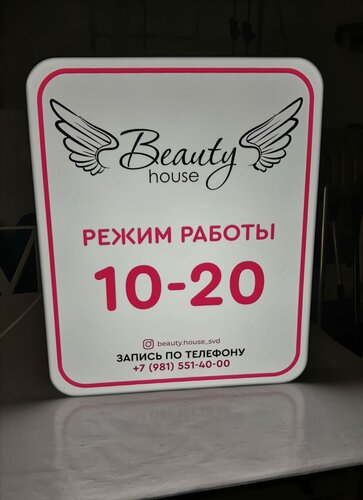 Beauty
house
РЕЖИМ РАБОТЫ
10-20
beauty.house_svd
ЗАПИСЬ ПО ТЕЛЕФОНУ
+7 (981) 551-40-00